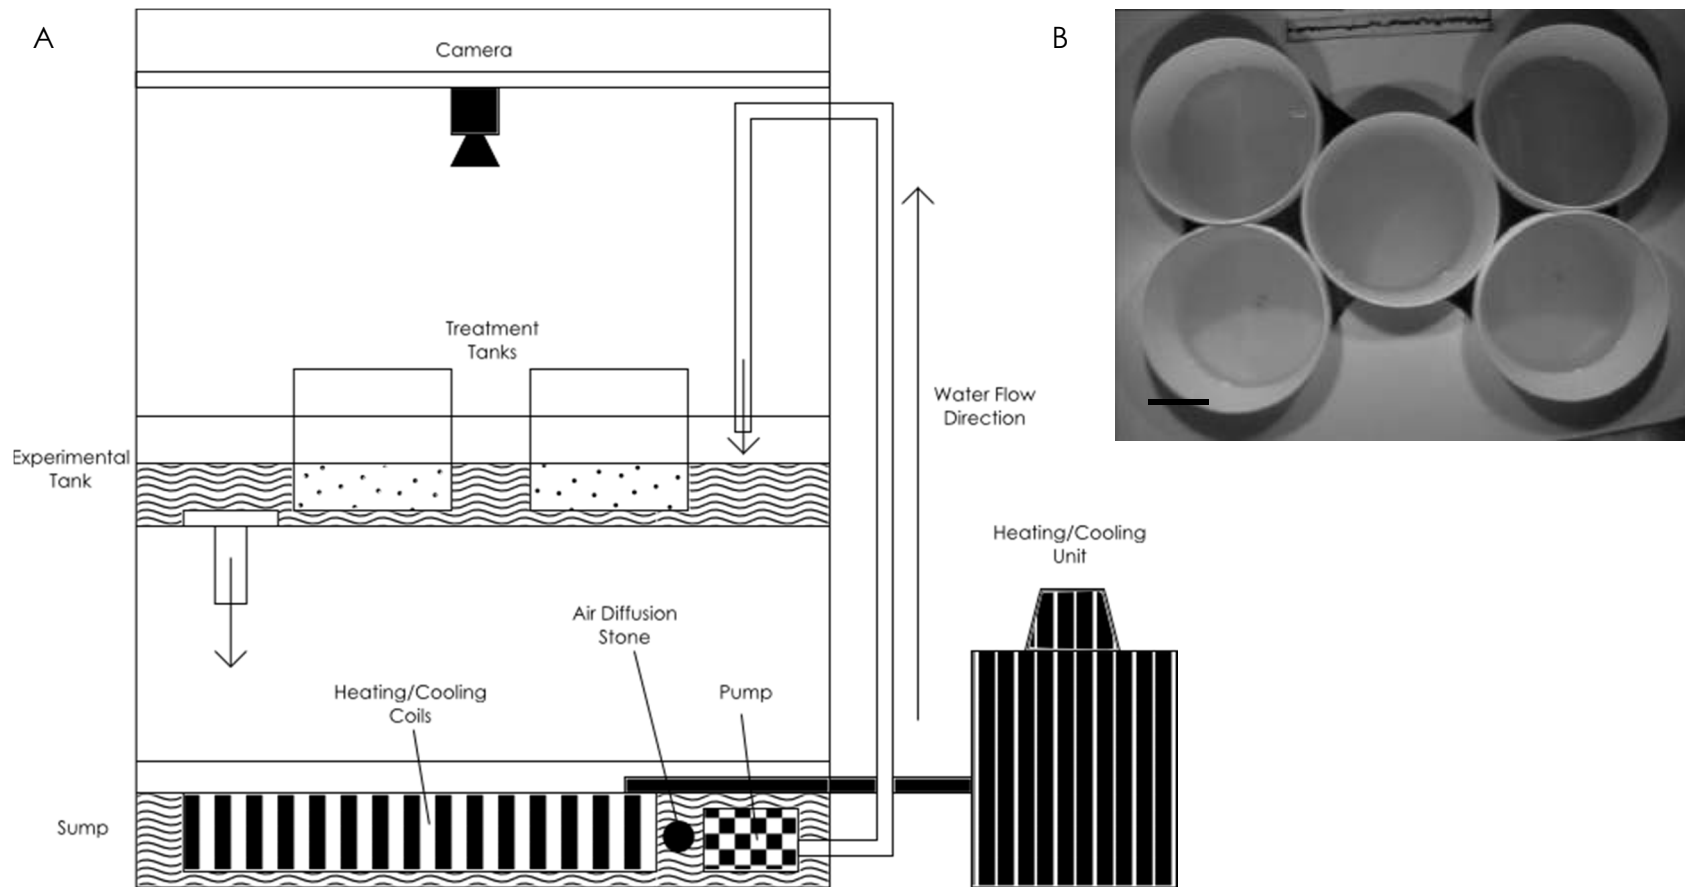 A
B
Camera
Treatment
Tanks
Water Flow
Direction
Experimental
Tank
Heating/Cooling
Unit
Air Diffusion
Stone
Heating/Cooling
Coils
Pump
Sump